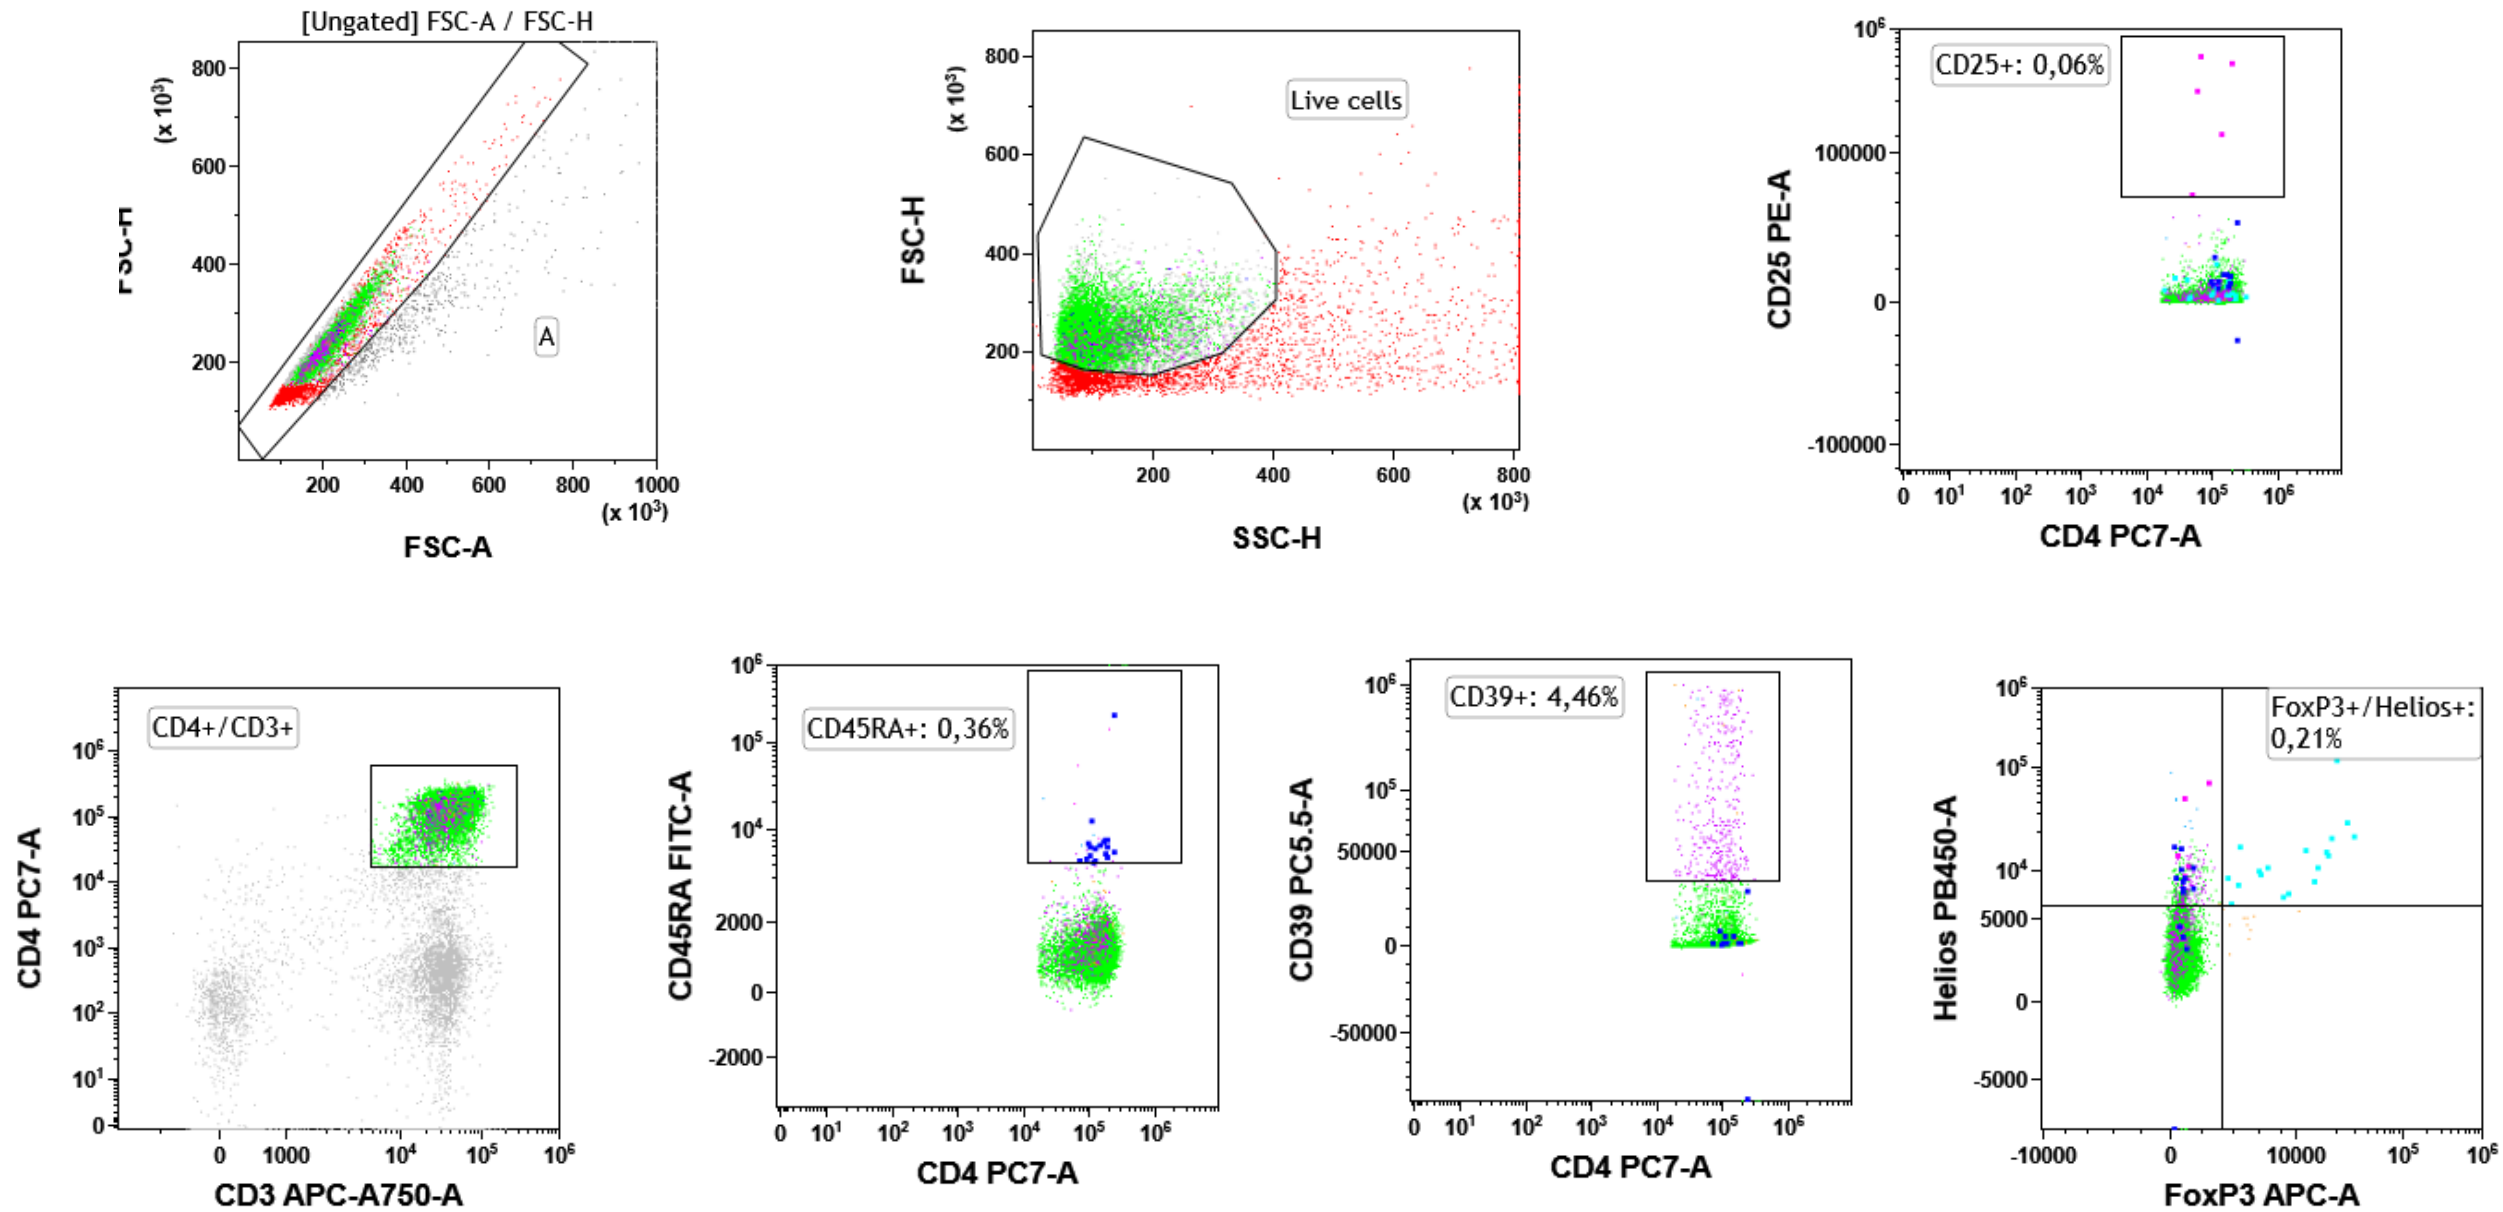 [Ungated] FSC-A / FSC-H
(x 10³)
800
600
400
200
FSC-H
A
200 400 600 800 1000
(x 10³)
FSC-A
(x 10³)
800
600
400
200
FSC-H
Live cells
200 400 600 800
(x 10³)
SSC-H
10⁶
100000
0
-100000
CD25 PE-A
CD25+: 0,06%
0 10¹ 10² 10³ 10⁴ 10⁵ 10⁶
CD4 PC7-A
CD4+/CD3+
10⁶
10⁵
10⁴
10³
10²
10¹
0
CD4 PC7-A
0 1000 10⁴ 10⁵ 10⁶
CD3 APC-A750-A
10⁶
10⁵
10⁴
2000
0
-2000
CD45RA FITC-A
CD45RA+: 0,36%
0 10¹ 10² 10³ 10⁴ 10⁵ 10⁶
CD4 PC7-A
10⁶
10⁵
50000
0
-50000
CD39 PC5.5-A
CD39+: 4,46%
0 10¹ 10² 10³ 10⁴ 10⁵ 10⁶
CD4 PC7-A
10⁶
10⁵
10⁴
5000
0
-5000
Helios PB450-A
FoxP3+/Helios+:
0,21%
-10000 0 10000 10⁵ 10⁶
FoxP3 APC-A